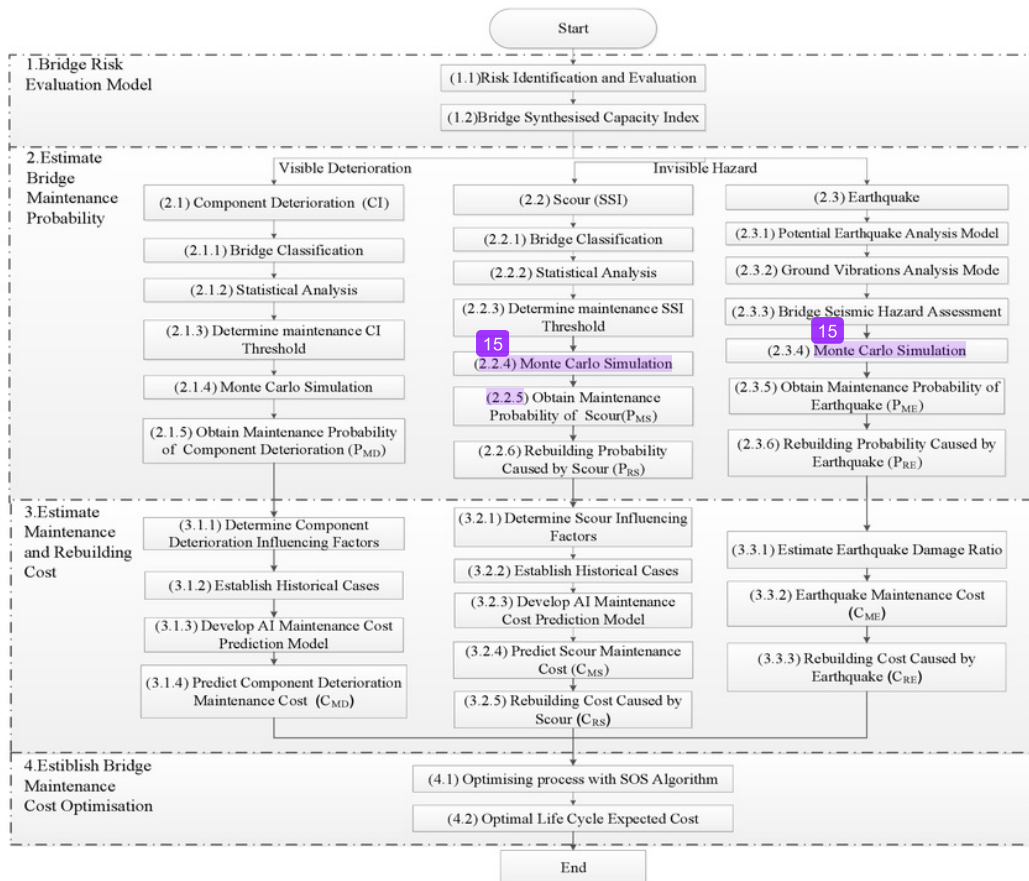 Start
1.Bridge Risk
Evaluation Model
(1.1)Risk Identification and Evaluation
(1.2)Bridge Synthesised Capacity Index
2.Estimate
Bridge
Maintenance
Probability
Visible Deterioration
Invisible Hazard
(2.1) Component Deterioration (CI)
(2.1.1) Bridge Classification
(2.1.2) Statistical Analysis
(2.1.3) Determine maintenance CI
Threshold
(2.1.4) Monte Carlo Simulation
(2.1.5) Obtain Maintenance Probability
of Component Deterioration (PMD)
(2.2) Scour (SSI)
(2.2.1) Bridge Classification
(2.2.2) Statistical Analysis
(2.2.3) Determine maintenance SSI
Threshold
15
(2.2.4) Monte Carlo Simulation
(2.2.5) Obtain Maintenance
Probability of Scour(PMS)
(2.2.6) Rebuilding Probability
Caused by Scour (PRS)
(2.3) Earthquake
(2.3.1) Potential Earthquake Analysis Model
(2.3.2) Ground Vibrations Analysis Mode
(2.3.3) Bridge Seismic Hazard Assessment
15
(2.3.4) Monte Carlo Simulation
(2.3.5) Obtain Maintenance Probability of
Earthquake (PME)
(2.3.6) Rebuilding Probability Caused by
Earthquake (PRE)
3.Estimate
Maintenance
and Rebuilding
Cost
(3.1.1) Determine Component
Deterioration Influencing Factors
(3.1.2) Establish Historical Cases
(3.1.3) Develop AI Maintenance Cost
Prediction Model
(3.1.4) Predict Component Deterioration
Maintenance Cost (CMD)
(3.2.1) Determine Scour Influencing
Factors
(3.2.2) Establish Historical Cases
(3.2.3) Develop AI Maintenance
Cost Prediction Model
(3.2.4) Predict Scour Maintenance
Cost (CMS)
(3.2.5) Rebuilding Cost Caused by
Scour (CRS)
(3.3.1) Estimate Earthquake Damage Ratio
(3.3.2) Earthquake Maintenance Cost
(CME)
(3.3.3) Rebuilding Cost Caused by
Earthquake (CRE)
4.Estiblish Bridge
Maintenance
Cost Optimisation
(4.1) Optimising process with SOS Algorithm
(4.2) Optimal Life Cycle Expected Cost
End